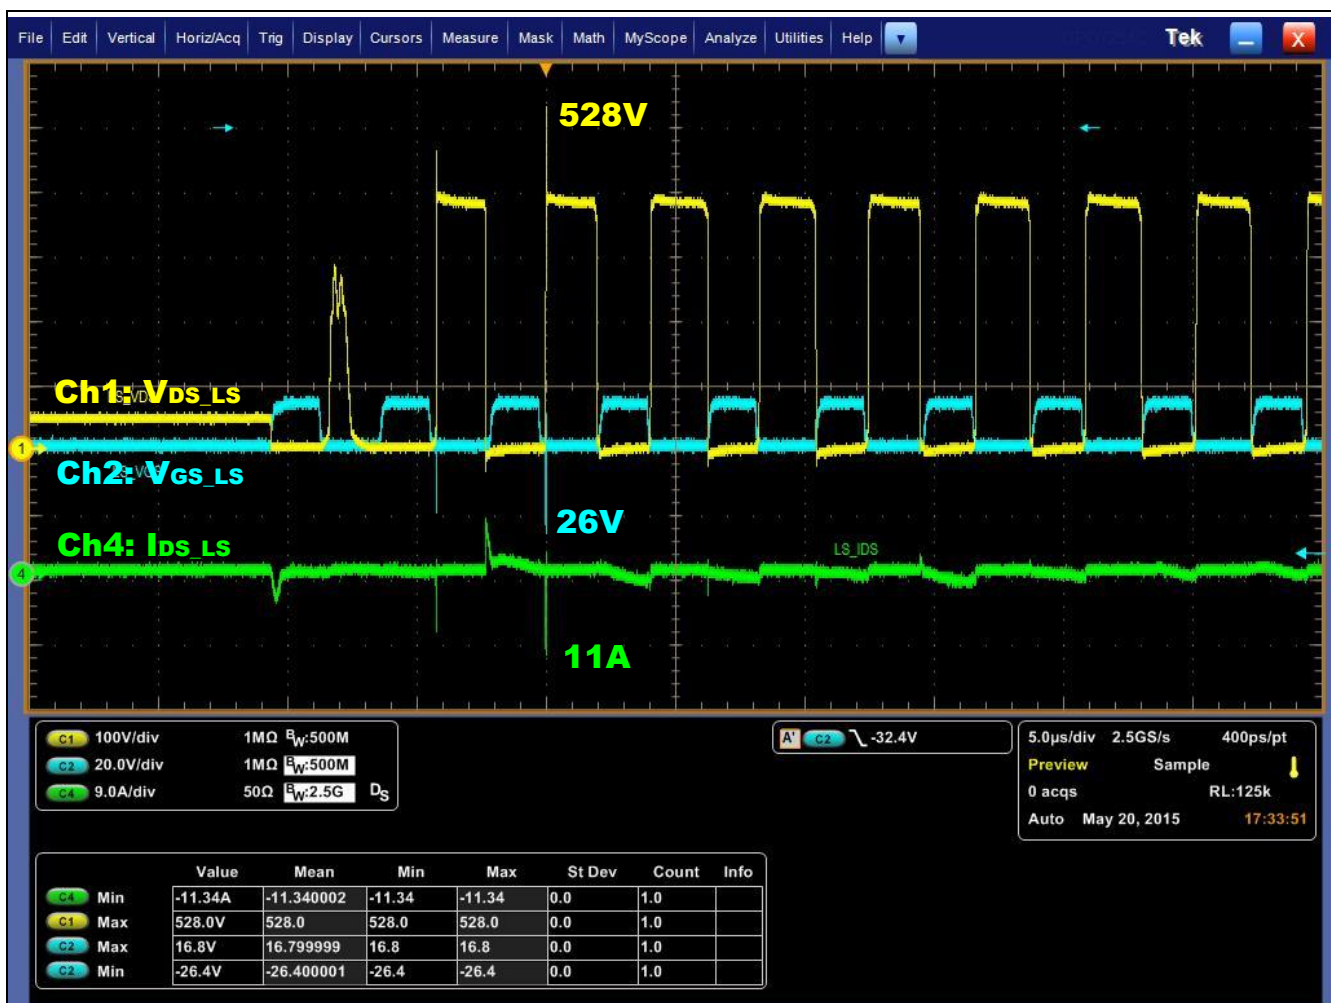 File Edit Vertical Horiz/Acq Trig Display Cursors Measure Mask Math MyScope Analyze Utilities Help Tek X
528V
Ch1: VDS_LS
1
Ch2: VGS_LS
26V
Ch4: IDS_LS
LS_IDS
4
11A
C1 100V/div 1MΩ BW:500M
C2 20.0V/div 1MΩ BW:500M
C4 9.0A/div 50Ω BW:2.5G DS
A' C2 -32.4V
5.0µs/div 2.5GS/s 400ps/pt
Preview Sample
0 acqs RL:125k
Auto May 20, 2015 17:33:51
Value Mean Min Max St Dev Count Info
C4 Min -11.34A -11.340002 -11.34 -11.34 0.0 1.0
C1 Max 528.0V 528.0 528.0 528.0 0.0 1.0
C2 Max 16.8V 16.799999 16.8 16.8 0.0 1.0
C2 Min -26.4V -26.400001 -26.4 -26.4 0.0 1.0